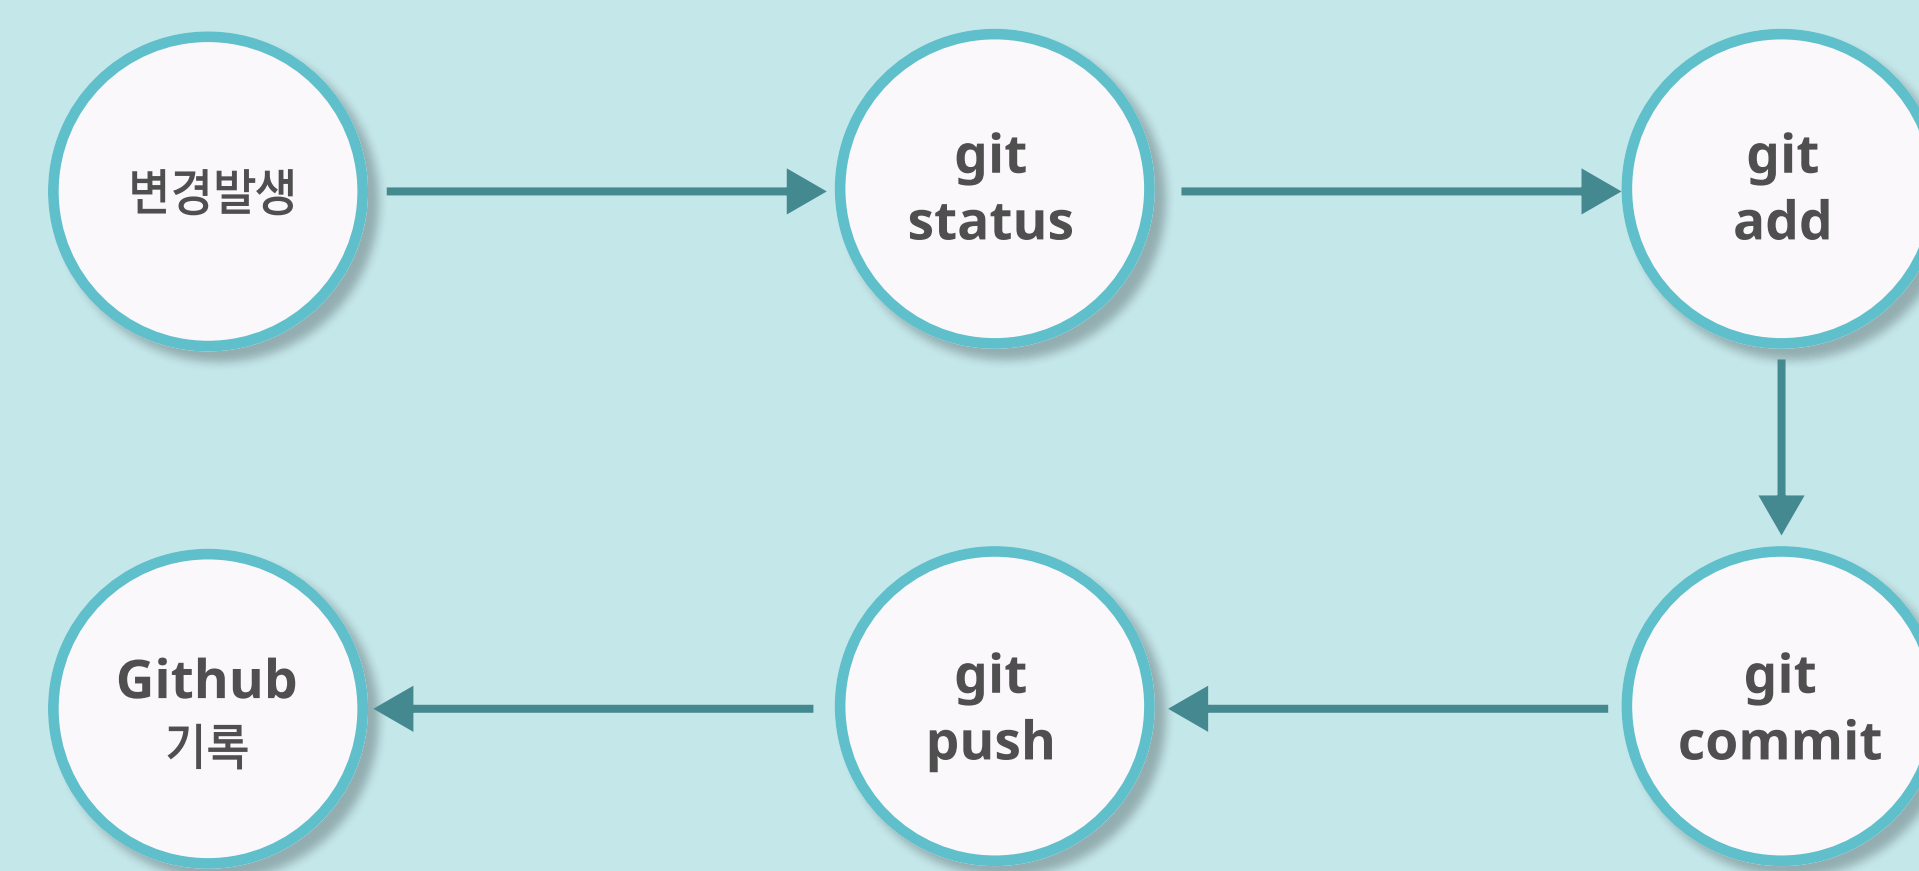 변경발생
git
status
git
add
git
commit
git
push
Github
기록